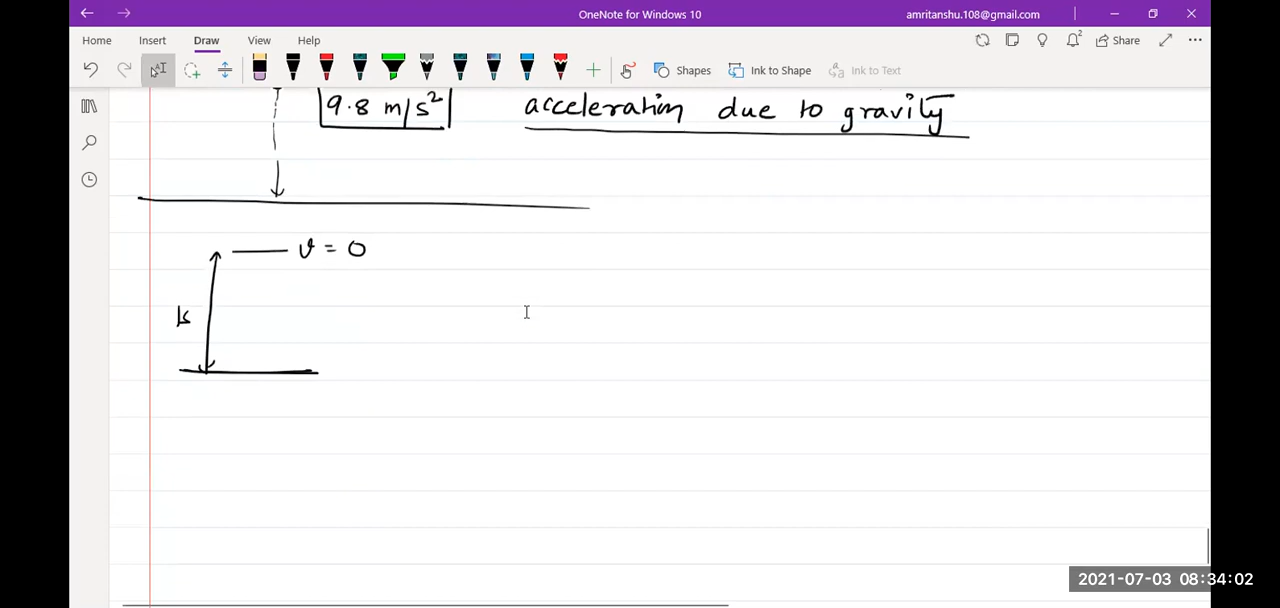 OneNote for Windows 10
amritanshu.108@gmail.com
Home Insert Draw View Help
2
Share
Shapes
Ink to Shape
Ink to Text
9.8 m/s² acceleration due to gravity
v = 0
2021-07-03 08:34:02